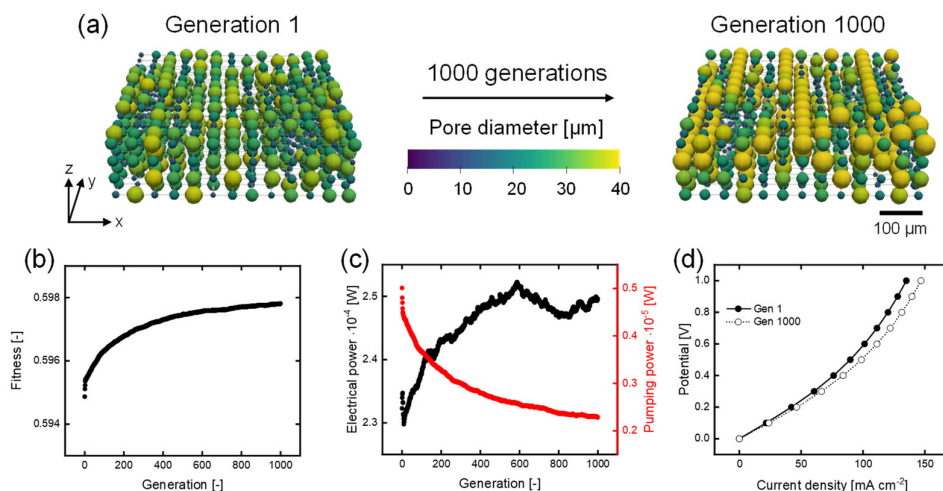 (a)
Generation 1
Generation 1000
1000 generations
Pore diameter [µm]
0 10 20 30 40
z
y
x
100 µm
(b)
0.598
0.596
0.594
Fitness [-]
0 200 400 600 800 1000
Generation [-]
(c)
2.5
2.4
2.3
Electrical power ·10⁻⁴ [W]
0.5
0.4
0.3
0.2
Pumping power ·10⁻⁵ [W]
0 200 400 600 800 1000
Generation [-]
(d)
1.0
0.8
0.6
0.4
0.2
0.0
Potential [V]
Gen 1
Gen 1000
0 50 100 150
Current density [mA cm⁻²]